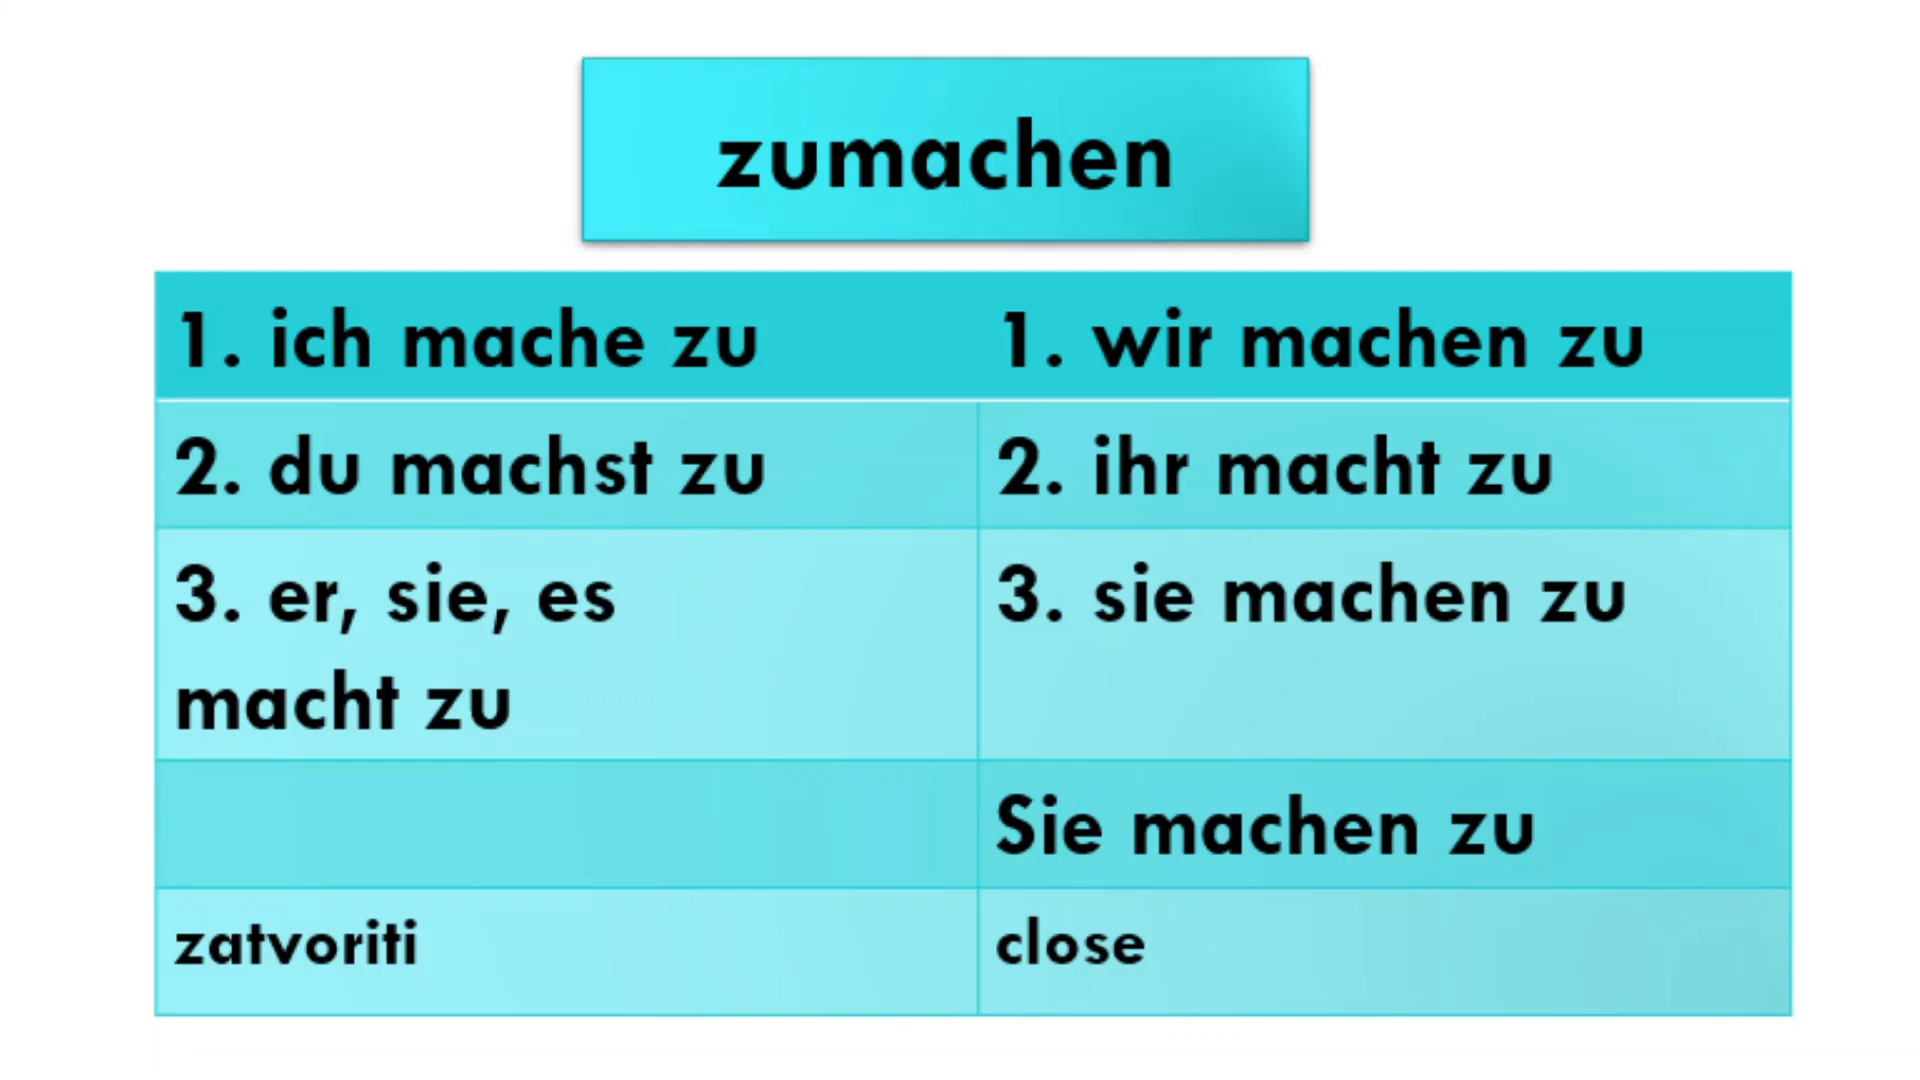 zumachen
1. ich mache zu
1. wir machen zu
2. du machst zu
2. ihr macht zu
3. er, sie, es
macht zu
3. sie machen zu
Sie machen zu
zatvoriti
close